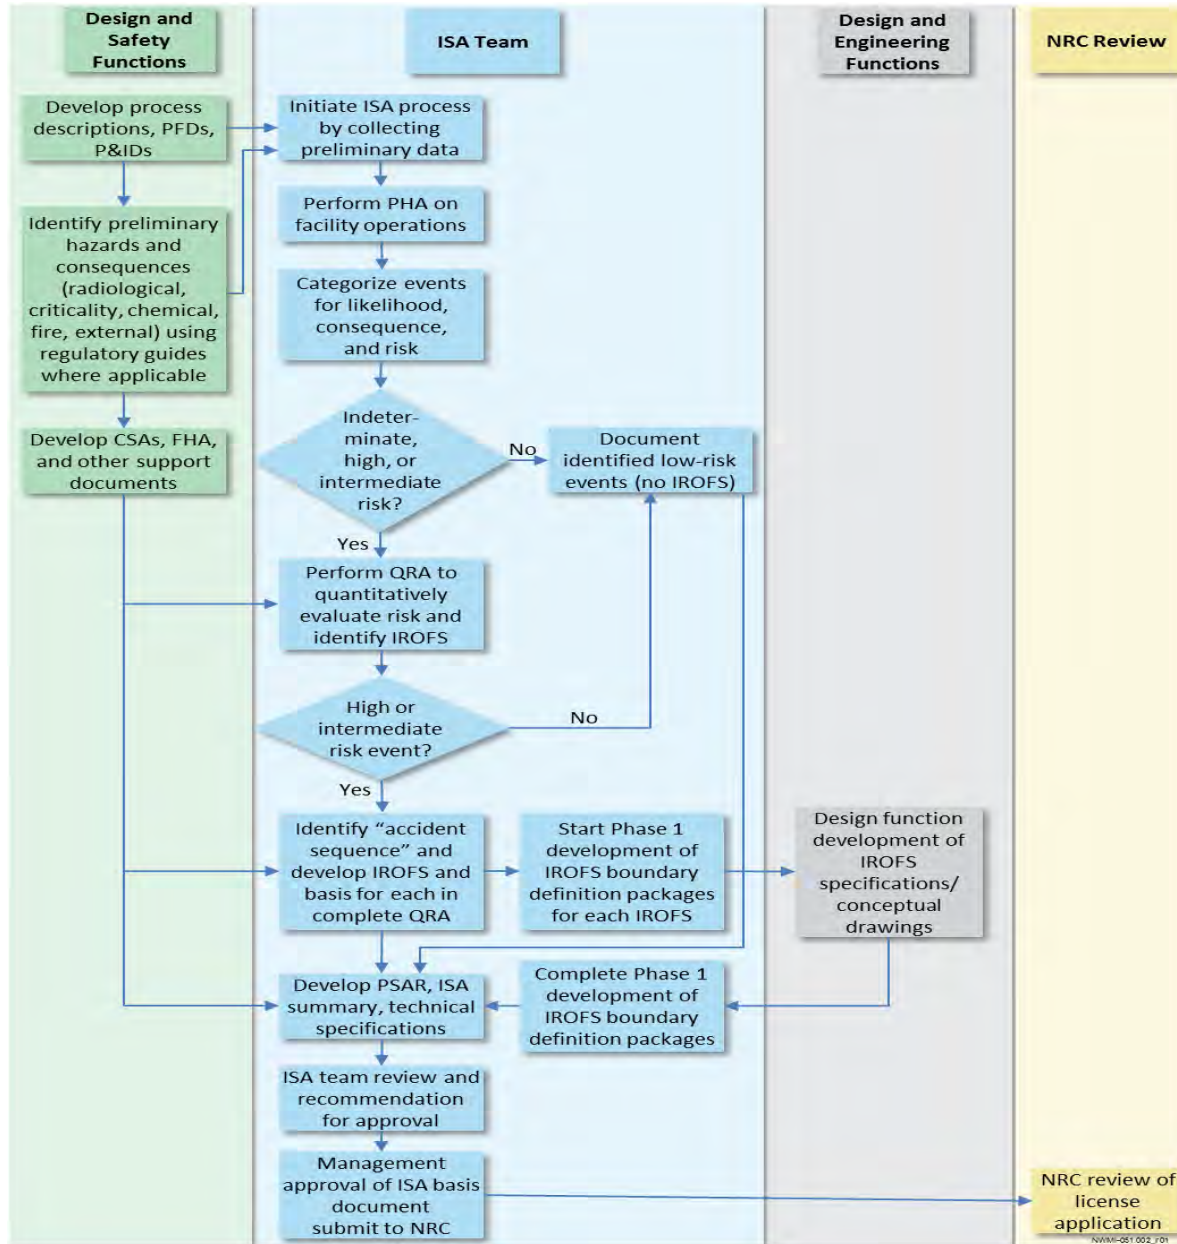 Design and
Safety
Functions
ISA Team
Design and
Engineering
Functions
NRC Review
Develop process
descriptions, PFDs,
P&IDs
Initiate ISA process
by collecting
preliminary data
Identify preliminary
hazards and
consequences
(radiological,
criticality, chemical,
fire, external) using
regulatory guides
where applicable
Perform PHA on
facility operations
Categorize events
for likelihood,
consequence,
and risk
Develop CSAs, FHA,
and other support
documents
Indeter-
minate,
high, or
intermediate
risk?
No
Document
identified low-risk
events (no IROFS)
Yes
Perform QRA to
quantitatively
evaluate risk and
identify IROFS
High or
intermediate
risk event?
No
Yes
Identify “accident
sequence” and
develop IROFS and
basis for each in
complete QRA
Start Phase 1
development of
IROFS boundary
definition packages
for each IROFS
Design function
development of
IROFS
specifications/
conceptual
drawings
Develop PSAR, ISA
summary, technical
specifications
Complete Phase 1
development of
IROFS boundary
definition packages
ISA team review and
recommendation
for approval
Management
approval of ISA basis
document
submit to NRC
NRC review of
license
application
NWMI-051.002_r01